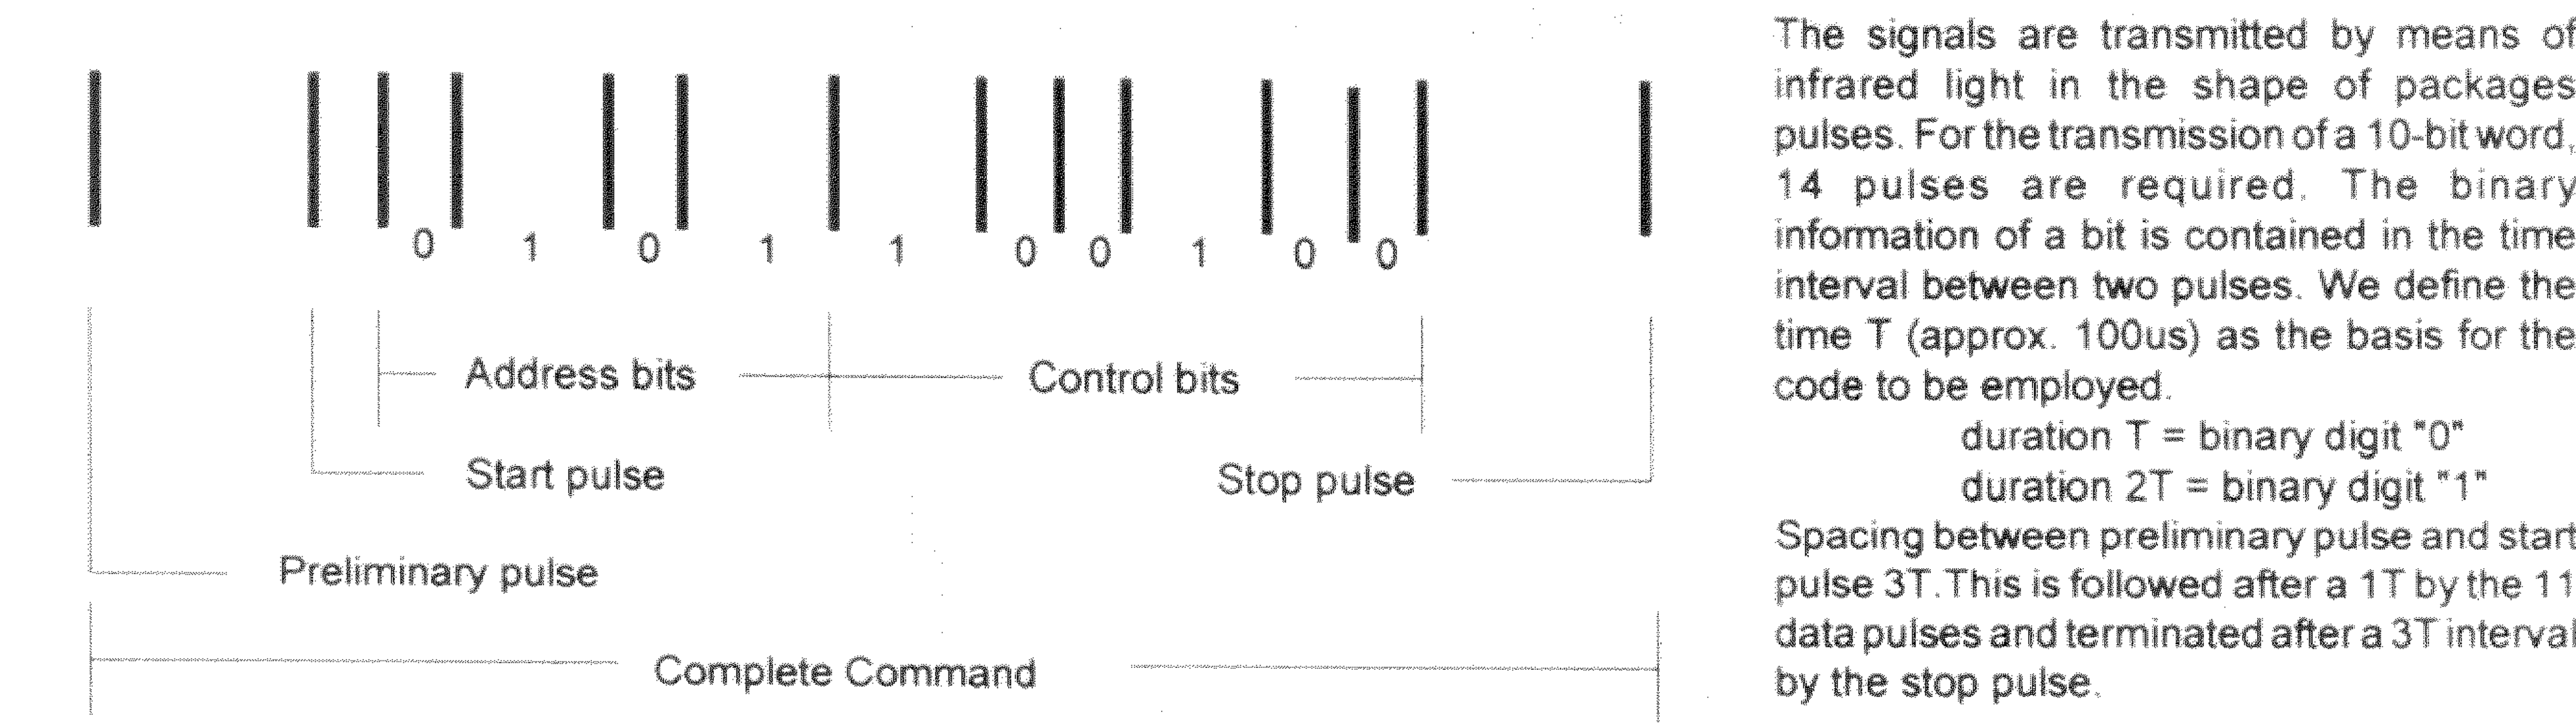 0 1 0 1 1 0 0 1 0 0
Address bits
Control bits
Start pulse
Stop pulse
Preliminary pulse
Complete Command
The signals are transmitted by means of
infrared light in the shape of packages
pulses. For the transmission of a 10-bit word,
14 pulses are required. The binary
information of a bit is contained in the time
interval between two pulses. We define the
time T (approx. 100us) as the basis for the
code to be employed.
duration T = binary digit "0"
duration 2T = binary digit "1"
Spacing between preliminary pulse and start
pulse 3T.This is followed after a 1T by the 11
data pulses and terminated after a 3T interval
by the stop pulse.